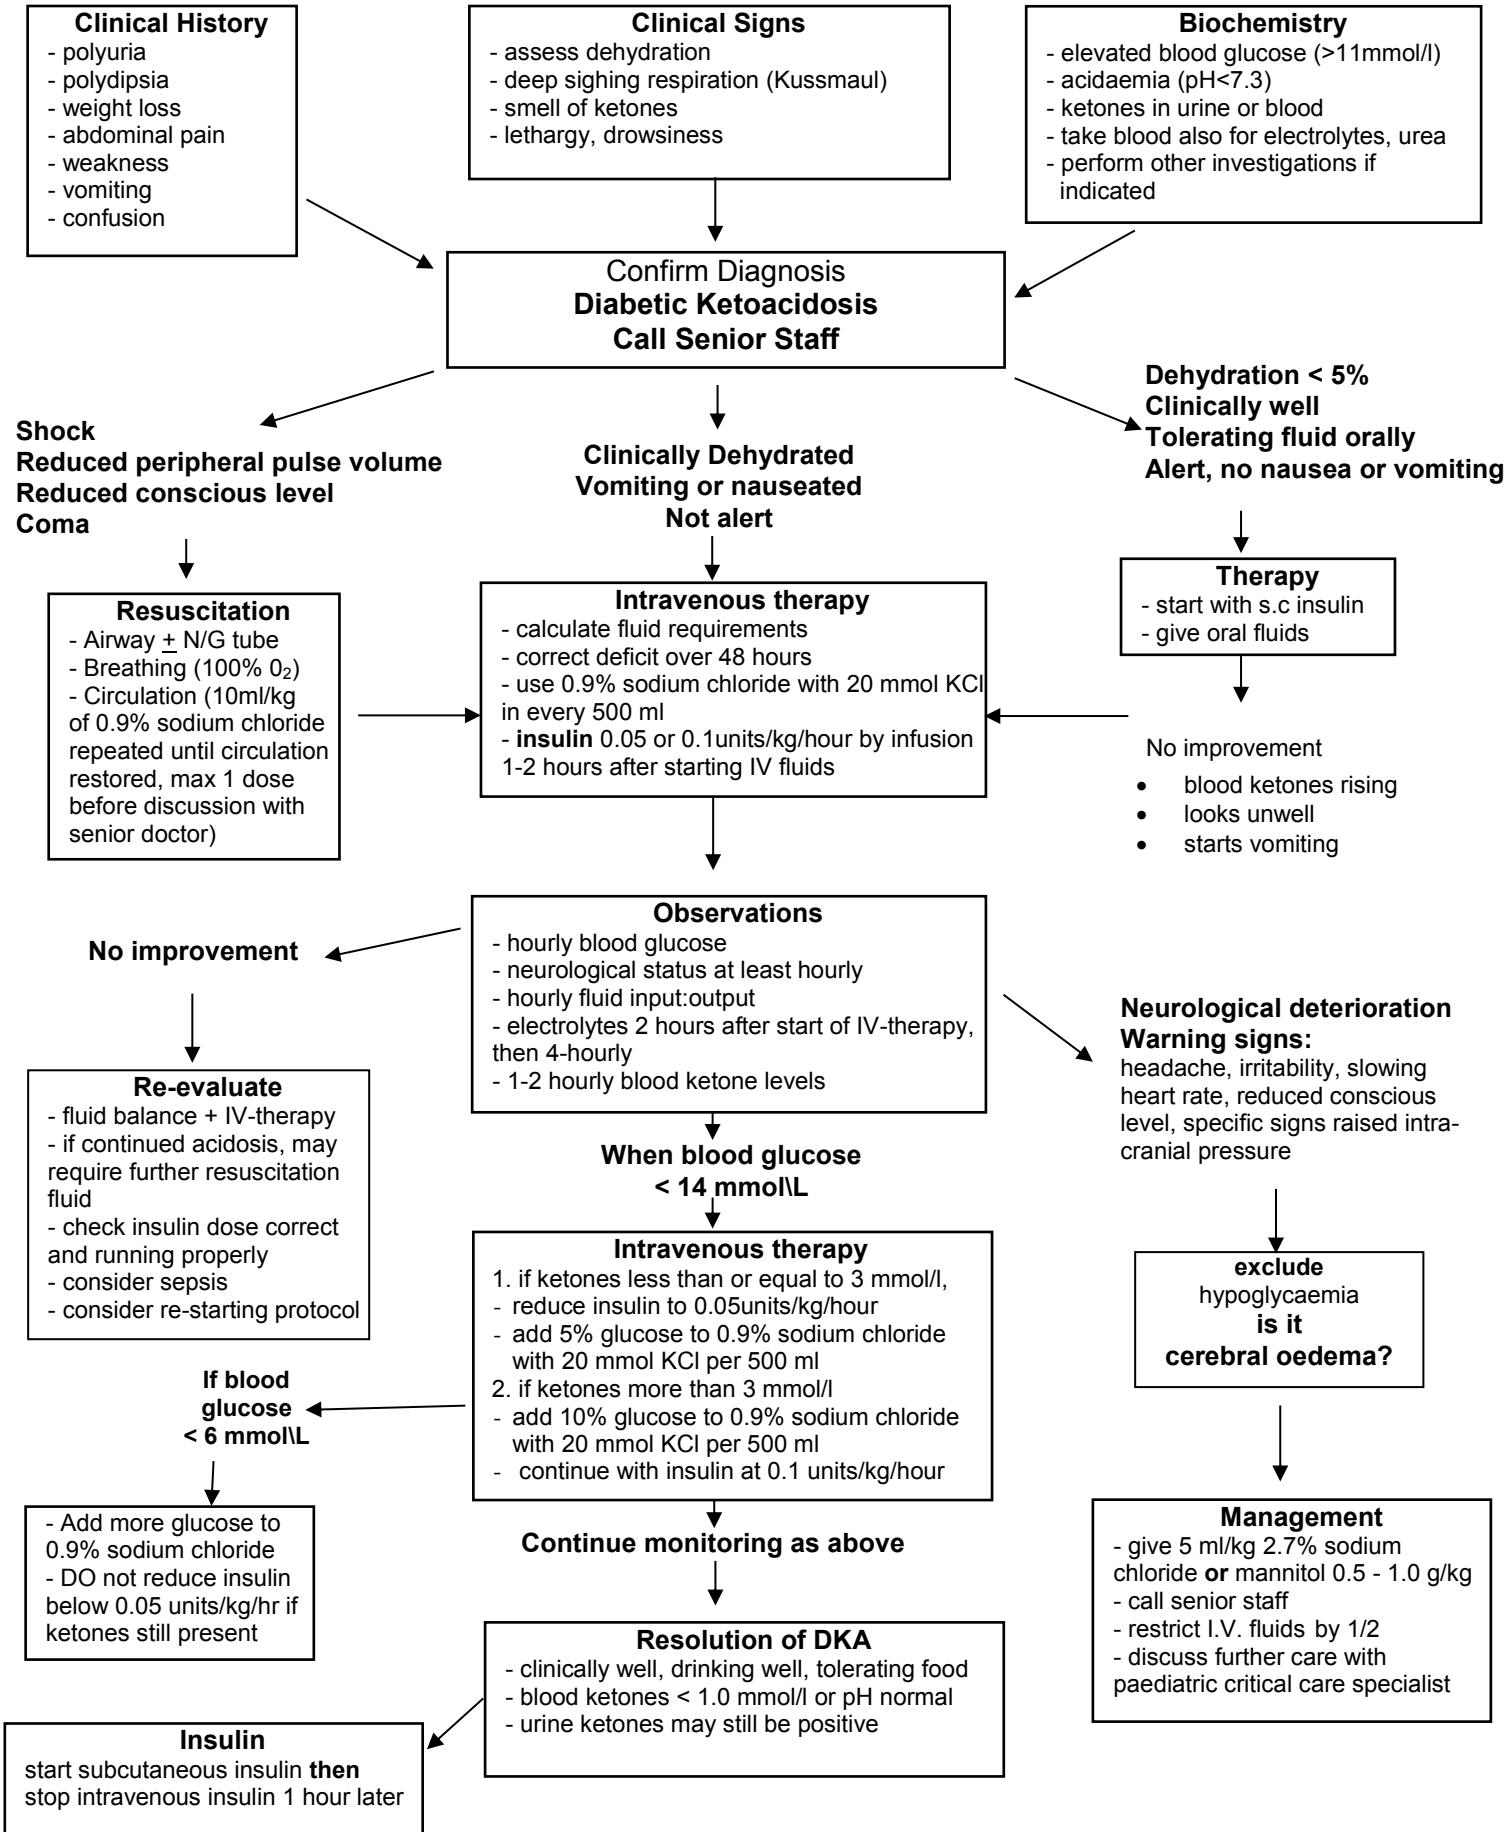 Clinical History
- polyuria
- polydipsia
- weight loss
- abdominal pain
- weakness
- vomiting
- confusion
Clinical Signs
- assess dehydration
- deep sighing respiration (Kussmaul)
- smell of ketones
- lethargy, drowsiness
Biochemistry
- elevated blood glucose (>11mmol/l)
- acidaemia (pH<7.3)
- ketones in urine or blood
- take blood also for electrolytes, urea
- perform other investigations if
indicated
Confirm Diagnosis
Diabetic Ketoacidosis
Call Senior Staff
Shock
Reduced peripheral pulse volume
Reduced conscious level
Coma
Clinically Dehydrated
Vomiting or nauseated
Not alert
Dehydration < 5%
Clinically well
Tolerating fluid orally
Alert, no nausea or vomiting
Resuscitation
- Airway ± N/G tube
- Breathing (100% 0₂)
- Circulation (10ml/kg
of 0.9% sodium chloride
repeated until circulation
restored, max 1 dose
before discussion with
senior doctor)
Intravenous therapy
- calculate fluid requirements
- correct deficit over 48 hours
- use 0.9% sodium chloride with 20 mmol KCl
in every 500 ml
- insulin 0.05 or 0.1units/kg/hour by infusion
1-2 hours after starting IV fluids
Therapy
- start with s.c insulin
- give oral fluids
No improvement
• blood ketones rising
• looks unwell
• starts vomiting
Observations
- hourly blood glucose
- neurological status at least hourly
- hourly fluid input:output
- electrolytes 2 hours after start of IV-therapy,
then 4-hourly
- 1-2 hourly blood ketone levels
No improvement
Re-evaluate
- fluid balance + IV-therapy
- if continued acidosis, may
require further resuscitation
fluid
- check insulin dose correct
and running properly
- consider sepsis
- consider re-starting protocol
Neurological deterioration
Warning signs:
headache, irritability, slowing
heart rate, reduced conscious
level, specific signs raised intra-
cranial pressure
When blood glucose
< 14 mmol\L
Intravenous therapy
1. if ketones less than or equal to 3 mmol/l,
- reduce insulin to 0.05units/kg/hour
- add 5% glucose to 0.9% sodium chloride
with 20 mmol KCl per 500 ml
2. if ketones more than 3 mmol/l
- add 10% glucose to 0.9% sodium chloride
with 20 mmol KCl per 500 ml
- continue with insulin at 0.1 units/kg/hour
exclude
hypoglycaemia
is it
cerebral oedema?
If blood
glucose
< 6 mmol\L
- Add more glucose to
0.9% sodium chloride
- DO not reduce insulin
below 0.05 units/kg/hr if
ketones still present
Continue monitoring as above
Management
- give 5 ml/kg 2.7% sodium
chloride or mannitol 0.5 - 1.0 g/kg
- call senior staff
- restrict I.V. fluids by 1/2
- discuss further care with
paediatric critical care specialist
Resolution of DKA
- clinically well, drinking well, tolerating food
- blood ketones < 1.0 mmol/l or pH normal
- urine ketones may still be positive
Insulin
start subcutaneous insulin then
stop intravenous insulin 1 hour later